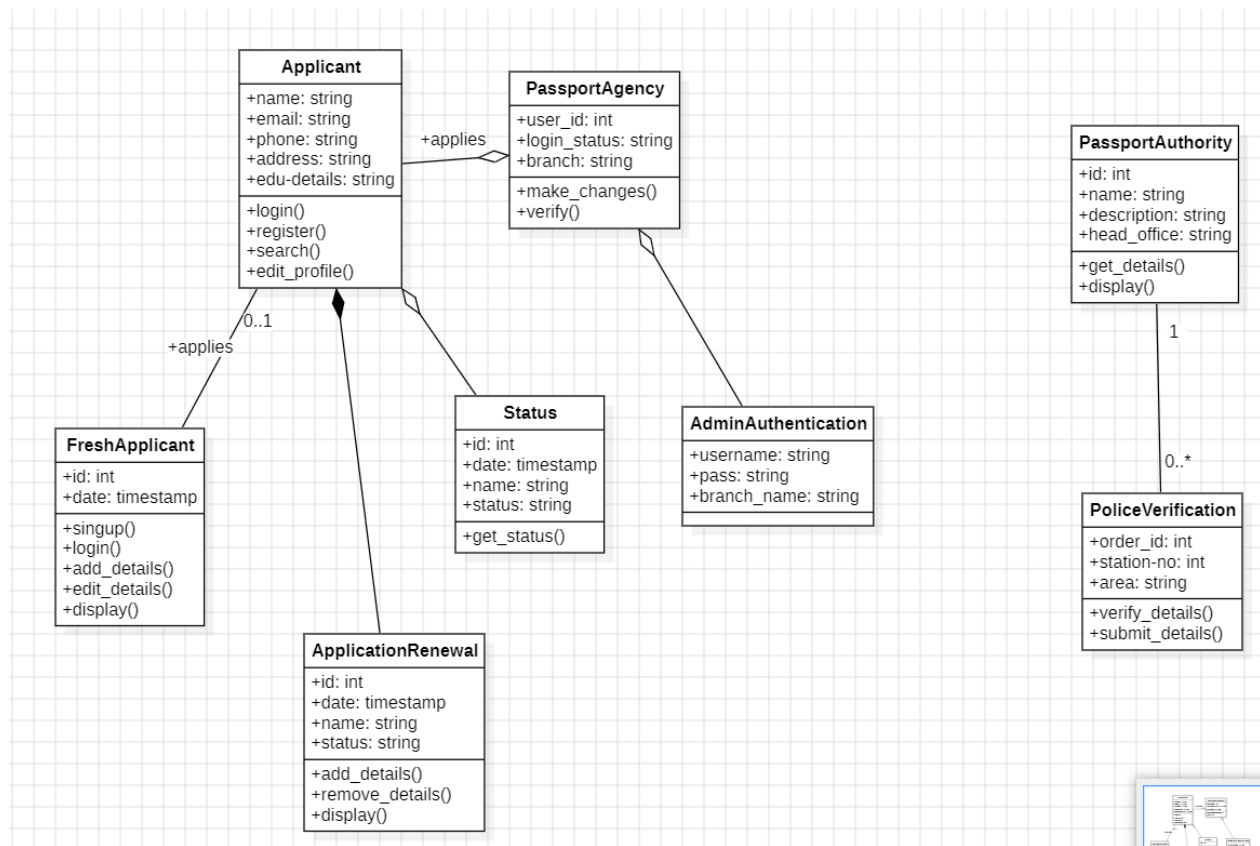 Applicant
+name: string
+email: string
+phone: string
+address: string
+edu-details: string
+login()
+register()
+search()
+edit_profile()
+applies
PassportAgency
+user_id: int
+login_status: string
+branch: string
+make_changes()
+verify()
PassportAuthority
+id: int
+name: string
+description: string
+head_office: string
+get_details()
+display()
0..1
+applies
1
0..*
FreshApplicant
+id: int
+date: timestamp
+singup()
+login()
+add_details()
+edit_details()
+display()
Status
+id: int
+date: timestamp
+name: string
+status: string
+get_status()
AdminAuthentication
+username: string
+pass: string
+branch_name: string
PoliceVerification
+order_id: int
+station-no: int
+area: string
+verify_details()
+submit_details()
ApplicationRenewal
+id: int
+date: timestamp
+name: string
+status: string
+add_details()
+remove_details()
+display()